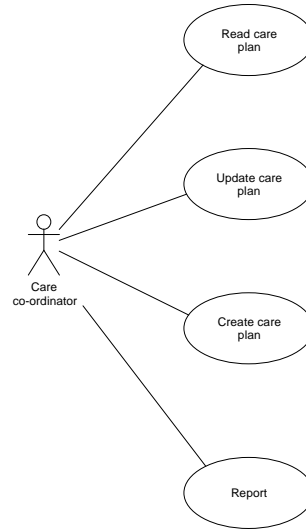 Read care
plan
Update care
plan
Care
co-ordinator
Create care
plan
Report